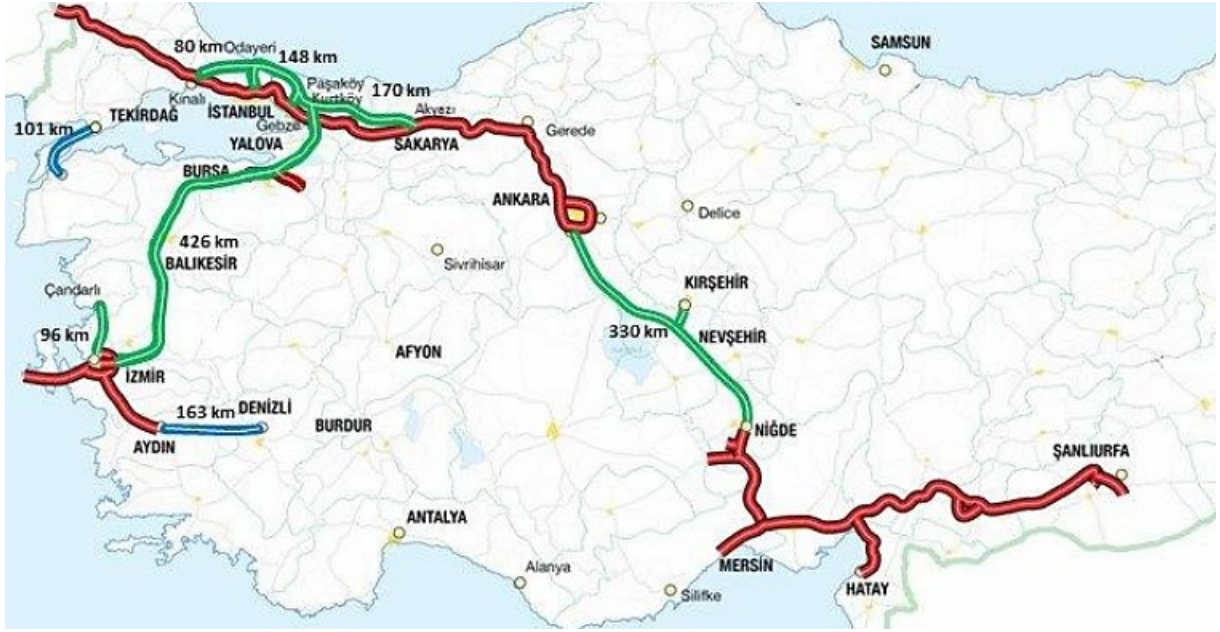 SAMSUN
80 km
Odayeri
148 km
Paşaköy
Kurtköy
170 km
Kınalı
TEKİRDAĞ
İSTANBUL
Akyazı
101 km
Gebze
Gerede
YALOVA
SAKARYA
BURSA
ANKARA
Delice
426 km
BALIKESİR
Sivrihisar
Çandarlı
KIRŞEHİR
96 km
330 km
NEVŞEHİR
AFYON
İZMİR
163 km
DENİZLİ
BURDUR
AYDIN
NİĞDE
ŞANLIURFA
ANTALYA
Alanya
MERSİN
Silifke
HATAY